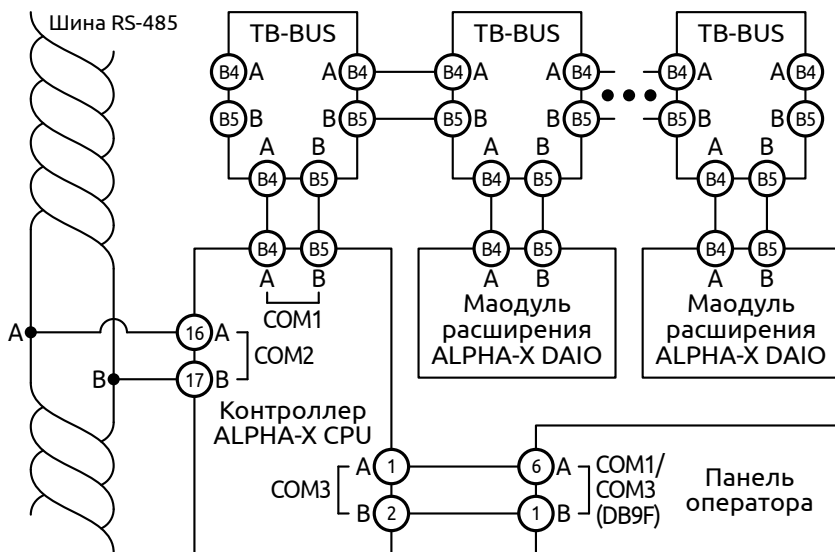 Шина RS-485
TB-BUS
TB-BUS
TB-BUS
B4 A
A B4
B4 A
A B4
B4 A
A B4
B5 B
B B5
B5 B
B B5
B5 B
B B5
A B
A B
A B
B4 B5
B4 B5
B4 B5
B4 B5
B4 B5
B4 B5
A B
A B
A B
COM1
Маодуль
расширения
ALPHA-X DAIO
Маодуль
расширения
ALPHA-X DAIO
A
16 A
COM2
B
17 B
Контроллер
ALPHA-X CPU
COM3
A 1
B 2
6 A
1 B
COM1/
COM3
(DB9F)
Панель
оператора